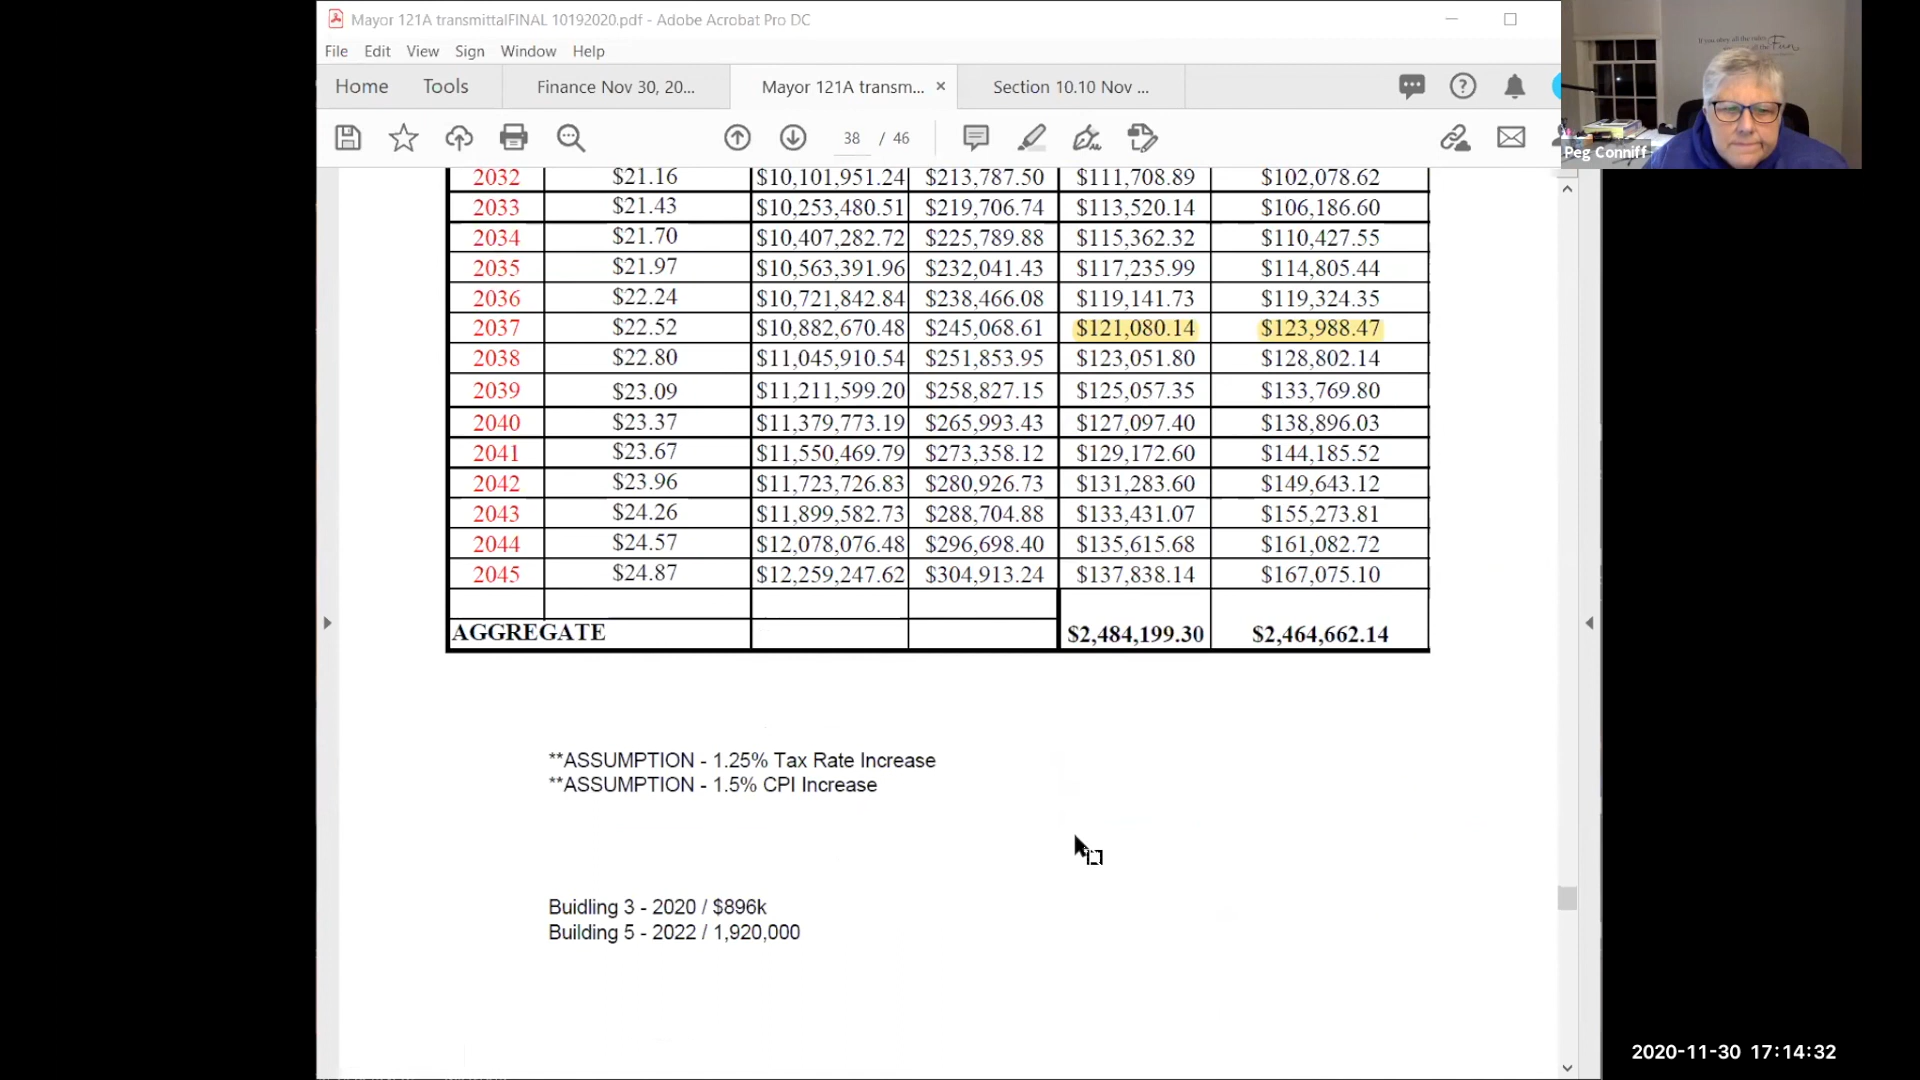 Mayor 121A transmittalFINAL 10192020.pdf - Adobe Acrobat Pro DC
File Edit View Sign Window Help
Home Tools Finance Nov 30, 20... Mayor 121A transm... × Section 10.10 Nov ...
38 / 46
Peg Conniff
2032 $21.16 $10,101,951.24 $213,787.50 $111,708.89 $102,078.62
2033 $21.43 $10,253,480.51 $219,706.74 $113,520.14 $106,186.60
2034 $21.70 $10,407,282.72 $225,789.88 $115,362.32 $110,427.55
2035 $21.97 $10,563,391.96 $232,041.43 $117,235.99 $114,805.44
2036 $22.24 $10,721,842.84 $238,466.08 $119,141.73 $119,324.35
2037 $22.52 $10,882,670.48 $245,068.61 $121,080.14 $123,988.47
2038 $22.80 $11,045,910.54 $251,853.95 $123,051.80 $128,802.14
2039 $23.09 $11,211,599.20 $258,827.15 $125,057.35 $133,769.80
2040 $23.37 $11,379,773.19 $265,993.43 $127,097.40 $138,896.03
2041 $23.67 $11,550,469.79 $273,358.12 $129,172.60 $144,185.52
2042 $23.96 $11,723,726.83 $280,926.73 $131,283.60 $149,643.12
2043 $24.26 $11,899,582.73 $288,704.88 $133,431.07 $155,273.81
2044 $24.57 $12,078,076.48 $296,698.40 $135,615.68 $161,082.72
2045 $24.87 $12,259,247.62 $304,913.24 $137,838.14 $167,075.10
AGGREGATE $2,484,199.30 $2,464,662.14
**ASSUMPTION - 1.25% Tax Rate Increase
**ASSUMPTION - 1.5% CPI Increase
Buidling 3 - 2020 / $896k
Building 5 - 2022 / 1,920,000
2020-11-30 17:14:32